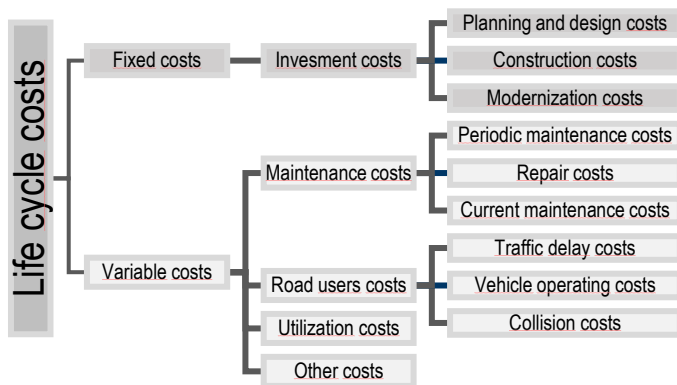 Life cycle costs
Fixed costs
Invesment costs
Planning and design costs
Construction costs
Modernization costs
Variable costs
Maintenance costs
Periodic maintenance costs
Repair costs
Current maintenance costs
Road users costs
Traffic delay costs
Vehicle operating costs
Collision costs
Utilization costs
Other costs